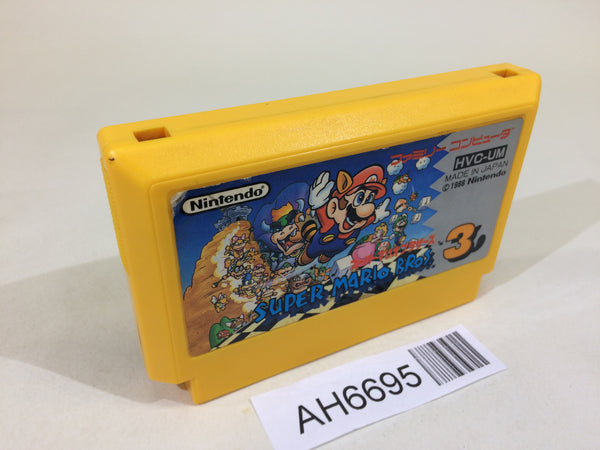 Nintendo
ファミリー コンピュータ
HVC-UM
MADE IN JAPAN
©1988 Nintendo
SUPER MARIO BROS. 3
AH6695